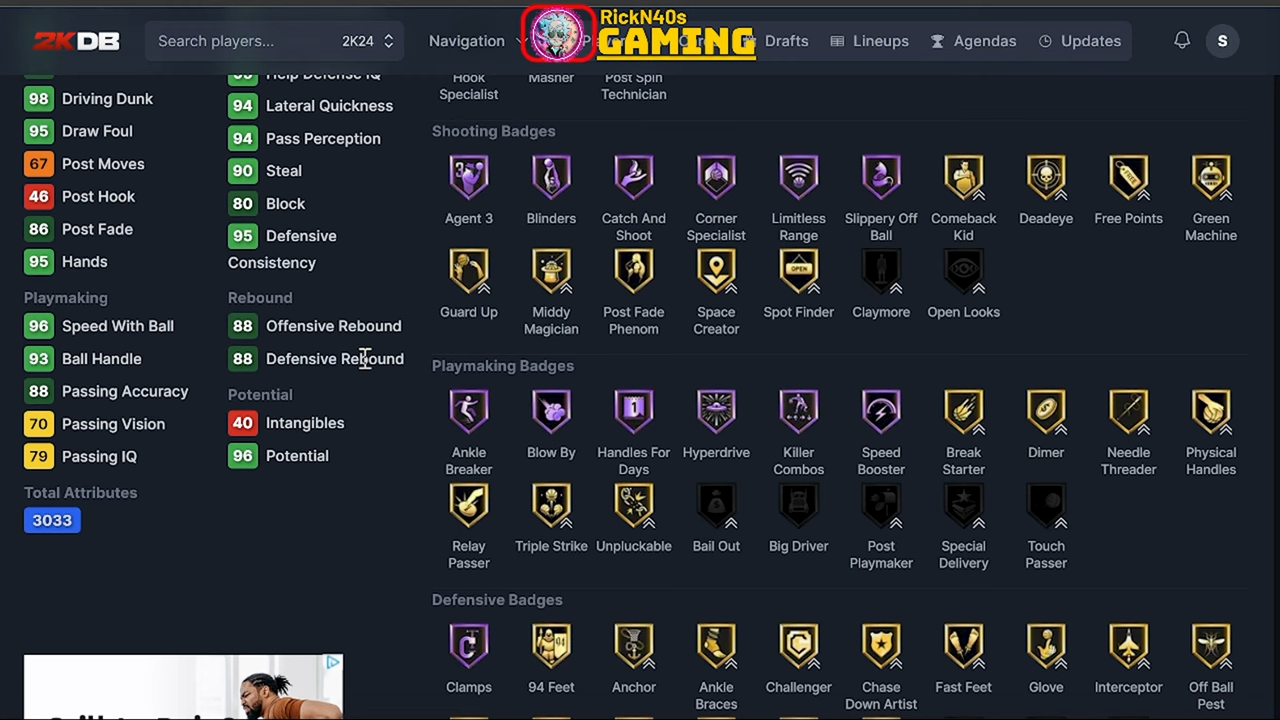 RickN40s
GAMING
2KDB
Search players...
2K24
Navigation
Drafts
Lineups
Agendas
Updates
S
98 Driving Dunk
95 Draw Foul
67 Post Moves
46 Post Hook
86 Post Fade
95 Hands
Playmaking
96 Speed With Ball
93 Ball Handle
88 Passing Accuracy
70 Passing Vision
79 Passing IQ
Total Attributes
3033
Help Defense IQ
94 Lateral Quickness
94 Pass Perception
90 Steal
80 Block
95 Defensive
Consistency
Rebound
88 Offensive Rebound
88 Defensive Rebound
Potential
40 Intangibles
96 Potential
Hook
Specialist
Masher
Post Spin
Technician
Shooting Badges
Agent 3
Blinders
Catch And
Shoot
Corner
Specialist
Limitless
Range
Slippery Off
Ball
Comeback
Kid
Deadeye
Free Points
Green
Machine
Guard Up
Middy
Magician
Post Fade
Phenom
Space
Creator
OPEN
Spot Finder
Claymore
Open Looks
Playmaking Badges
Ankle
Breaker
Blow By
1
Handles For
Days
Hyperdrive
Killer
Combos
Speed
Booster
Break
Starter
Dimer
Needle
Threader
Physical
Handles
Relay
Passer
Triple Strike
Unpluckable
Bail Out
Big Driver
Post
Playmaker
Special
Delivery
Touch
Passer
Defensive Badges
Clamps
94 Feet
Anchor
Ankle
Braces
Challenger
Chase
Down Artist
Fast Feet
Glove
Interceptor
Off Ball
Pest